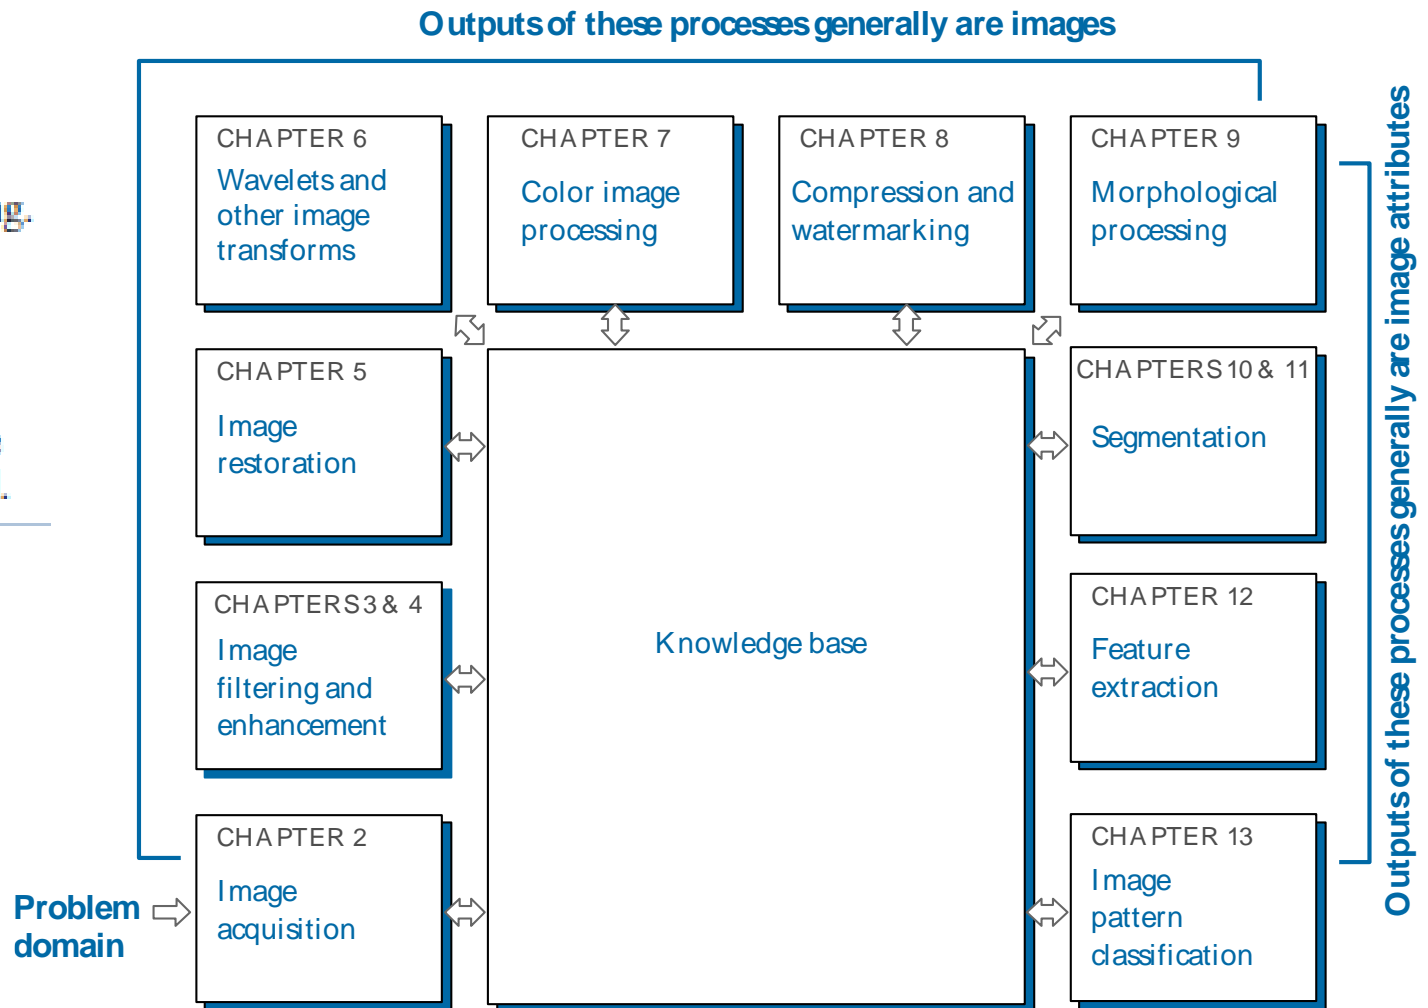 Outputs of these processes generally are images
CHAPTER 6
Wavelets and
other image
transforms
CHAPTER 7
Color image
processing
CHAPTER 8
Compression and
watermarking
CHAPTER 9
Morphological
processing
CHAPTER 5
Image
restoration
CHAPTERS 10 & 11
Segmentation
CHAPTERS 3 & 4
Image
filtering and
enhancement
Knowledge base
CHAPTER 12
Feature
extraction
CHAPTER 2
Image
acquisition
CHAPTER 13
Image
pattern
classification
Problem
domain
Outputs of these processes generally are image attributes